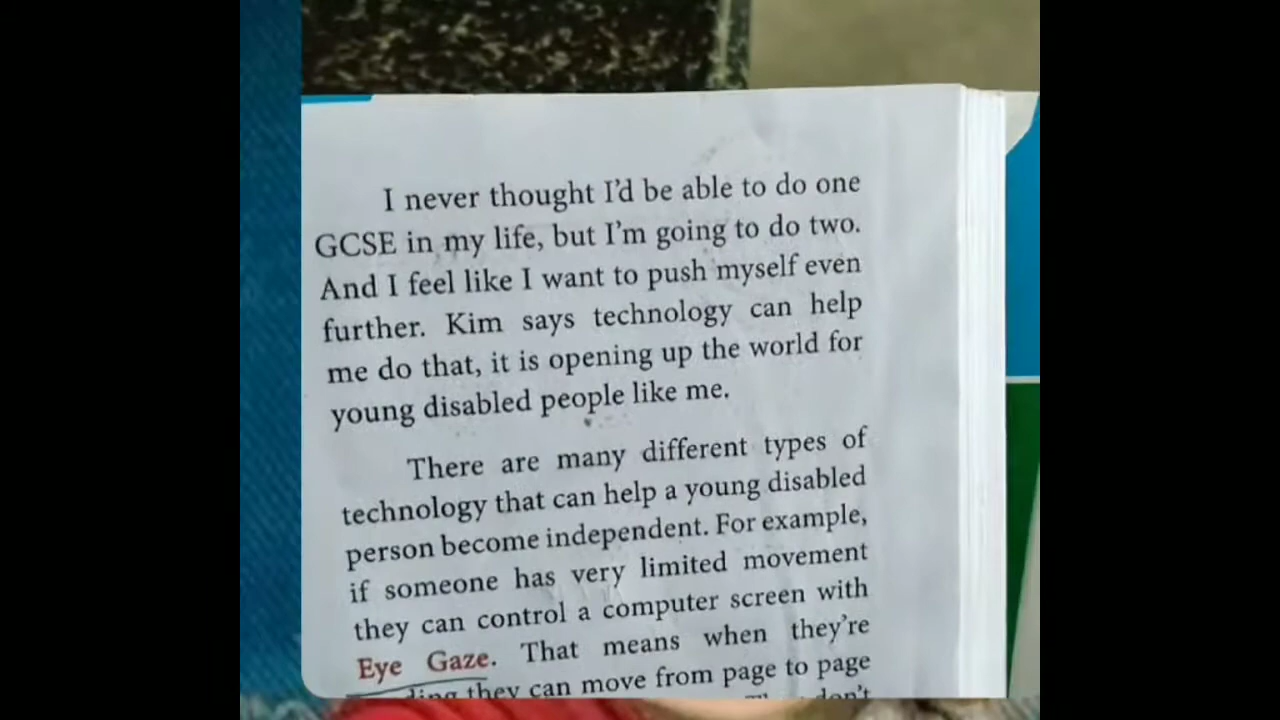 I never thought I'd be able to do one
GCSE in my life, but I'm going to do two.
And I feel like I want to push myself even
further. Kim says technology can help
me do that, it is opening up the world for
young disabled people like me.
There are many different types of
technology that can help a young disabled
person become independent. For example,
if someone has very limited movement
they can control a computer screen with
Eye Gaze. That means when they're
they can move from page to page
don't